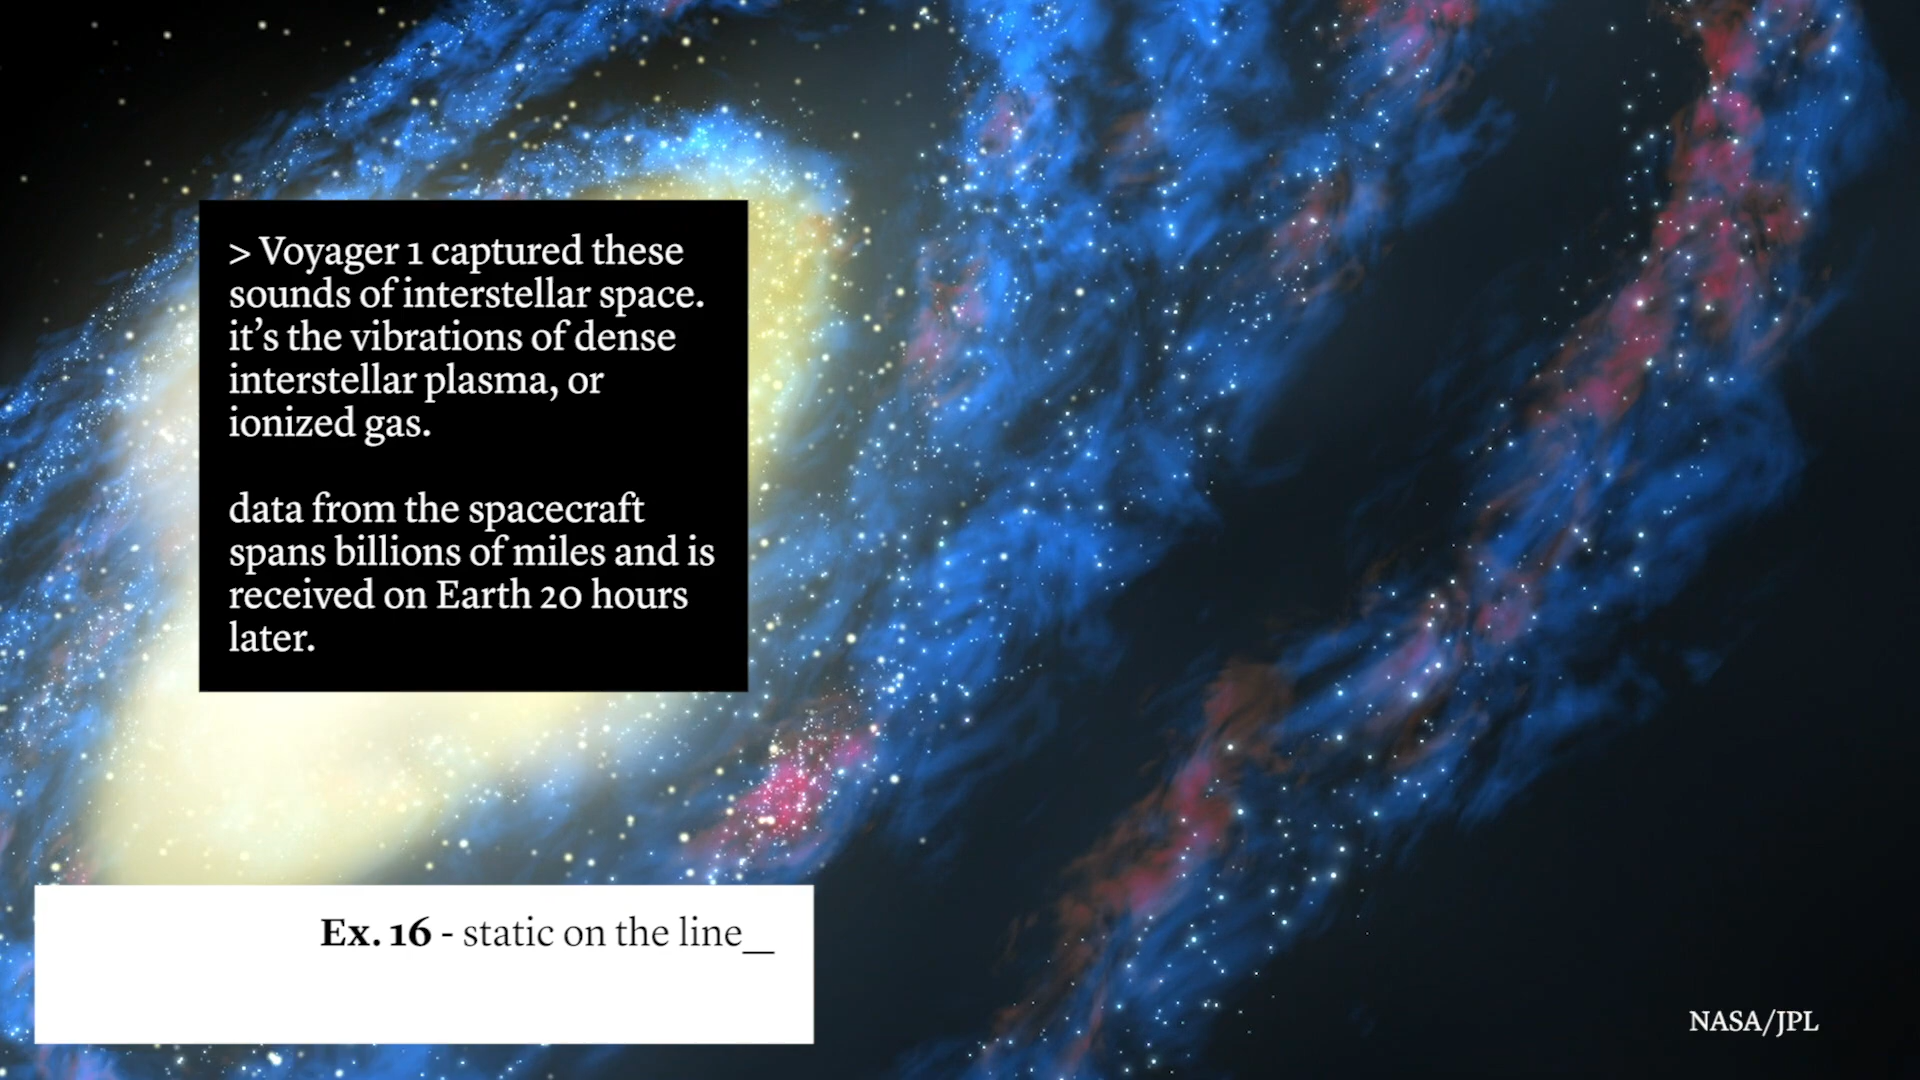 > Voyager 1 captured these
sounds of interstellar space.
it’s the vibrations of dense
interstellar plasma, or
ionized gas.
data from the spacecraft
spans billions of miles and is
received on Earth 20 hours
later.
Ex. 16 - static on the line_
NASA/JPL